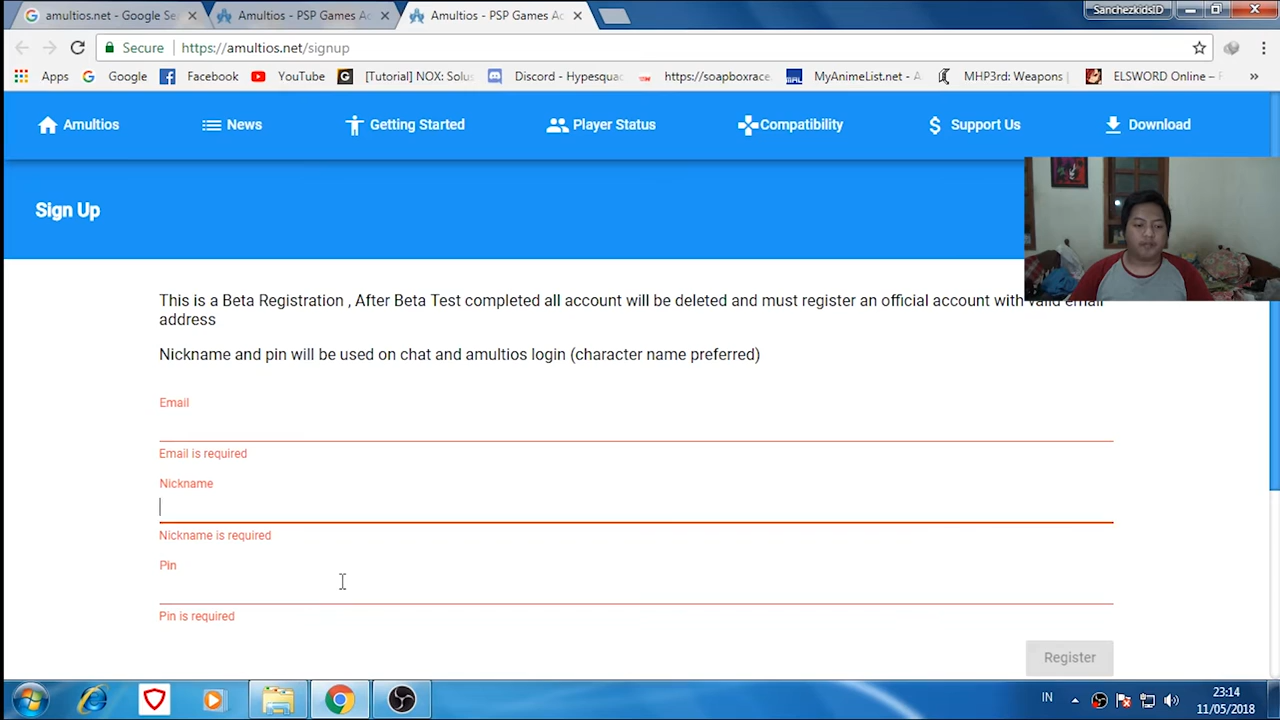 amultios.net - Google Se
Amultios - PSP Games Ac
Amultios - PSP Games Ac
SanchezkidsID
Secure
https://amultios.net/signup
Apps
Google
Facebook
YouTube
[Tutorial] NOX: Solus
Discord - Hypesqua
https://soapboxrace.
MyAnimeList.net - A
MHP3rd: Weapons
ELSWORD Online –
»
Amultios
News
Getting Started
Player Status
Compatibility
Support Us
Download
Sign Up
This is a Beta Registration , After Beta Test completed all account will be deleted and must register an official account with valid email
address
Nickname and pin will be used on chat and amultios login (character name preferred)
Email
Email is required
Nickname
Nickname is required
Pin
Pin is required
Register
IN
23:14
11/05/2018